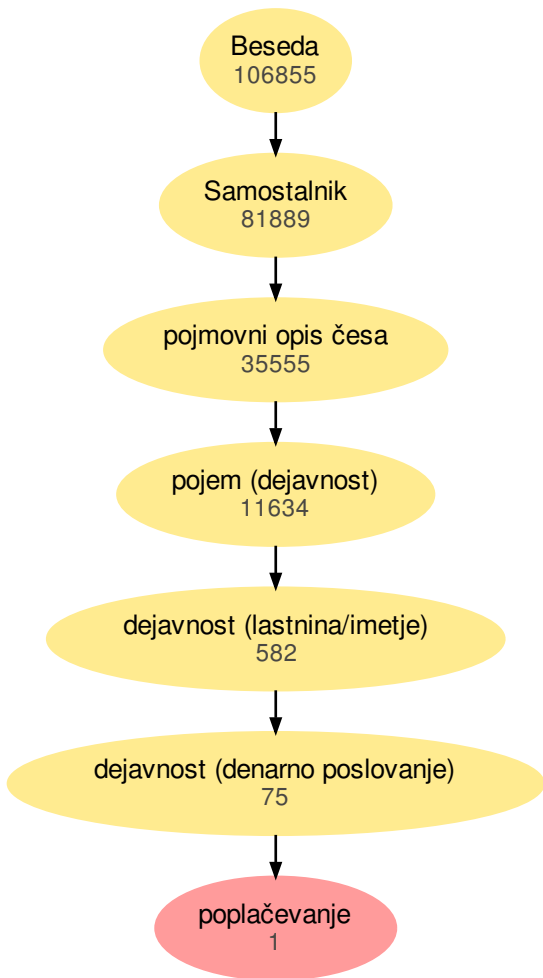 Beseda
106855
Samostalnik
81889
pojmovni opis česa
35555
pojem (dejavnost)
11634
dejavnost (lastnina/imetje)
582
dejavnost (denarno poslovanje)
75
poplačevanje
1